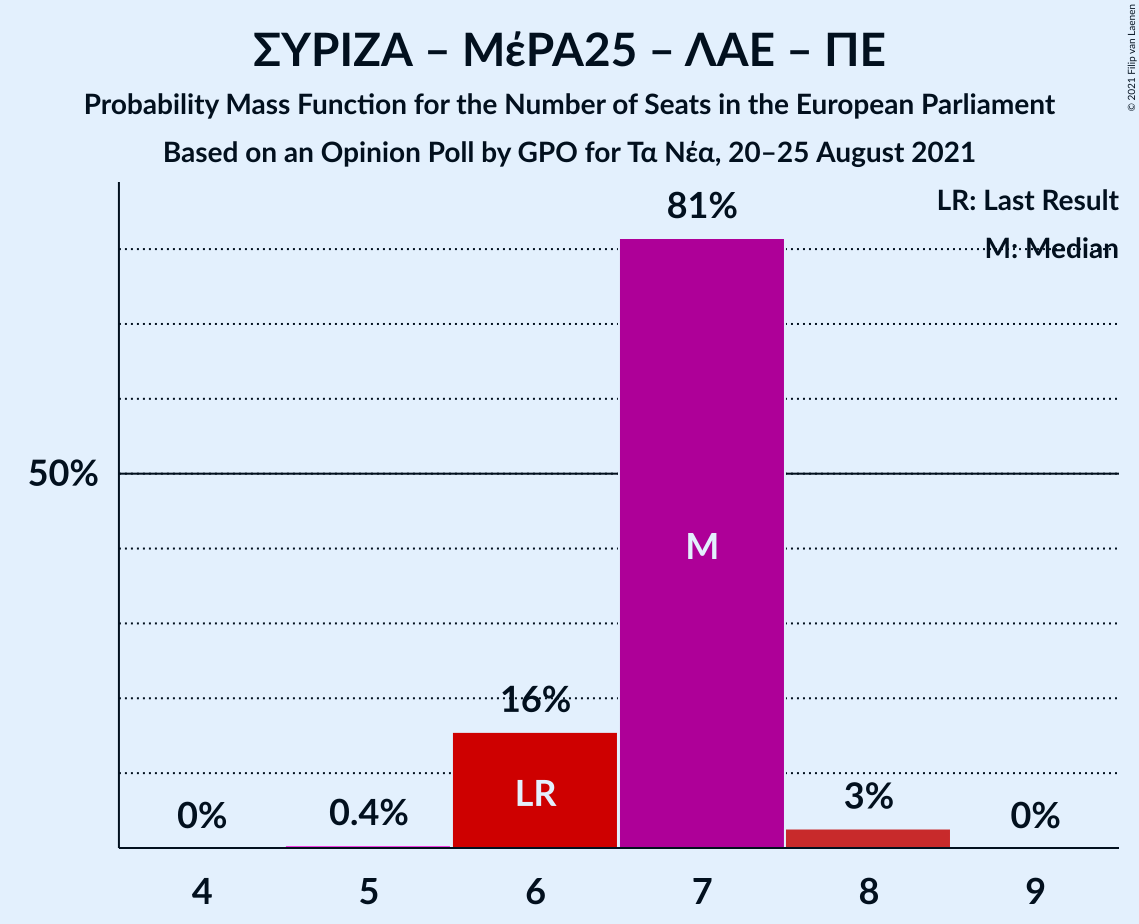 ΣΥΡΙΖΑ – ΜέΡΑ25 – ΛΑΕ – ΠΕ
Probability Mass Function for the Number of Seats in the European Parliament
Based on an Opinion Poll by GPO for Τα Νέα, 20–25 August 2021
© 2021 Filip van Laenen
LR: Last Result
M: Median
81%
50%
M
16%
LR
0%
0.4%
3%
0%
4
5
6
7
8
9